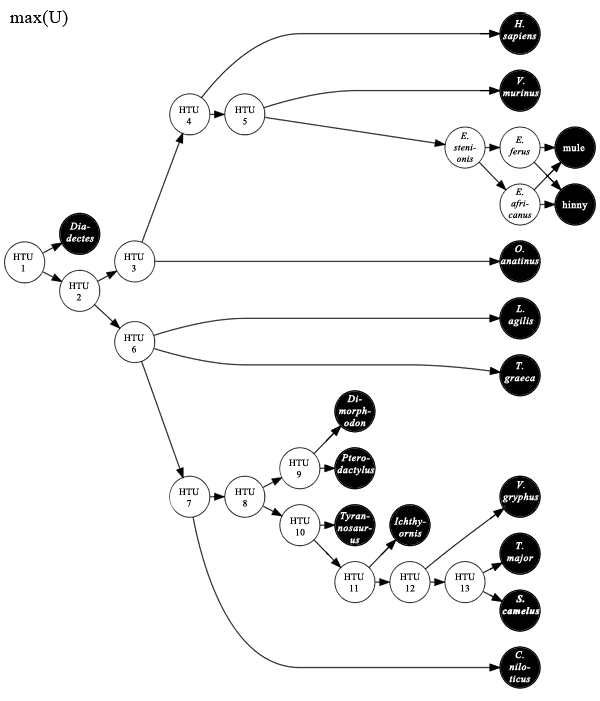 max(U)
H.
sapiens
HTU
4
HTU
5
V.
murinus
E.
steni-
onis
E.
ferus
mule
E.
afri-
canus
hinny
Dia-
dectes
HTU
1
HTU
2
HTU
3
O.
anatinus
HTU
6
L.
agilis
T.
graeca
Di-
morph-
odon
HTU
9
Ptero-
dactylus
HTU
7
HTU
8
HTU
10
Tyran-
nosaur-
us
Ichthy-
ornis
V.
gryphus
HTU
11
HTU
12
HTU
13
T.
major
S.
camelus
C.
nilo-
ticus